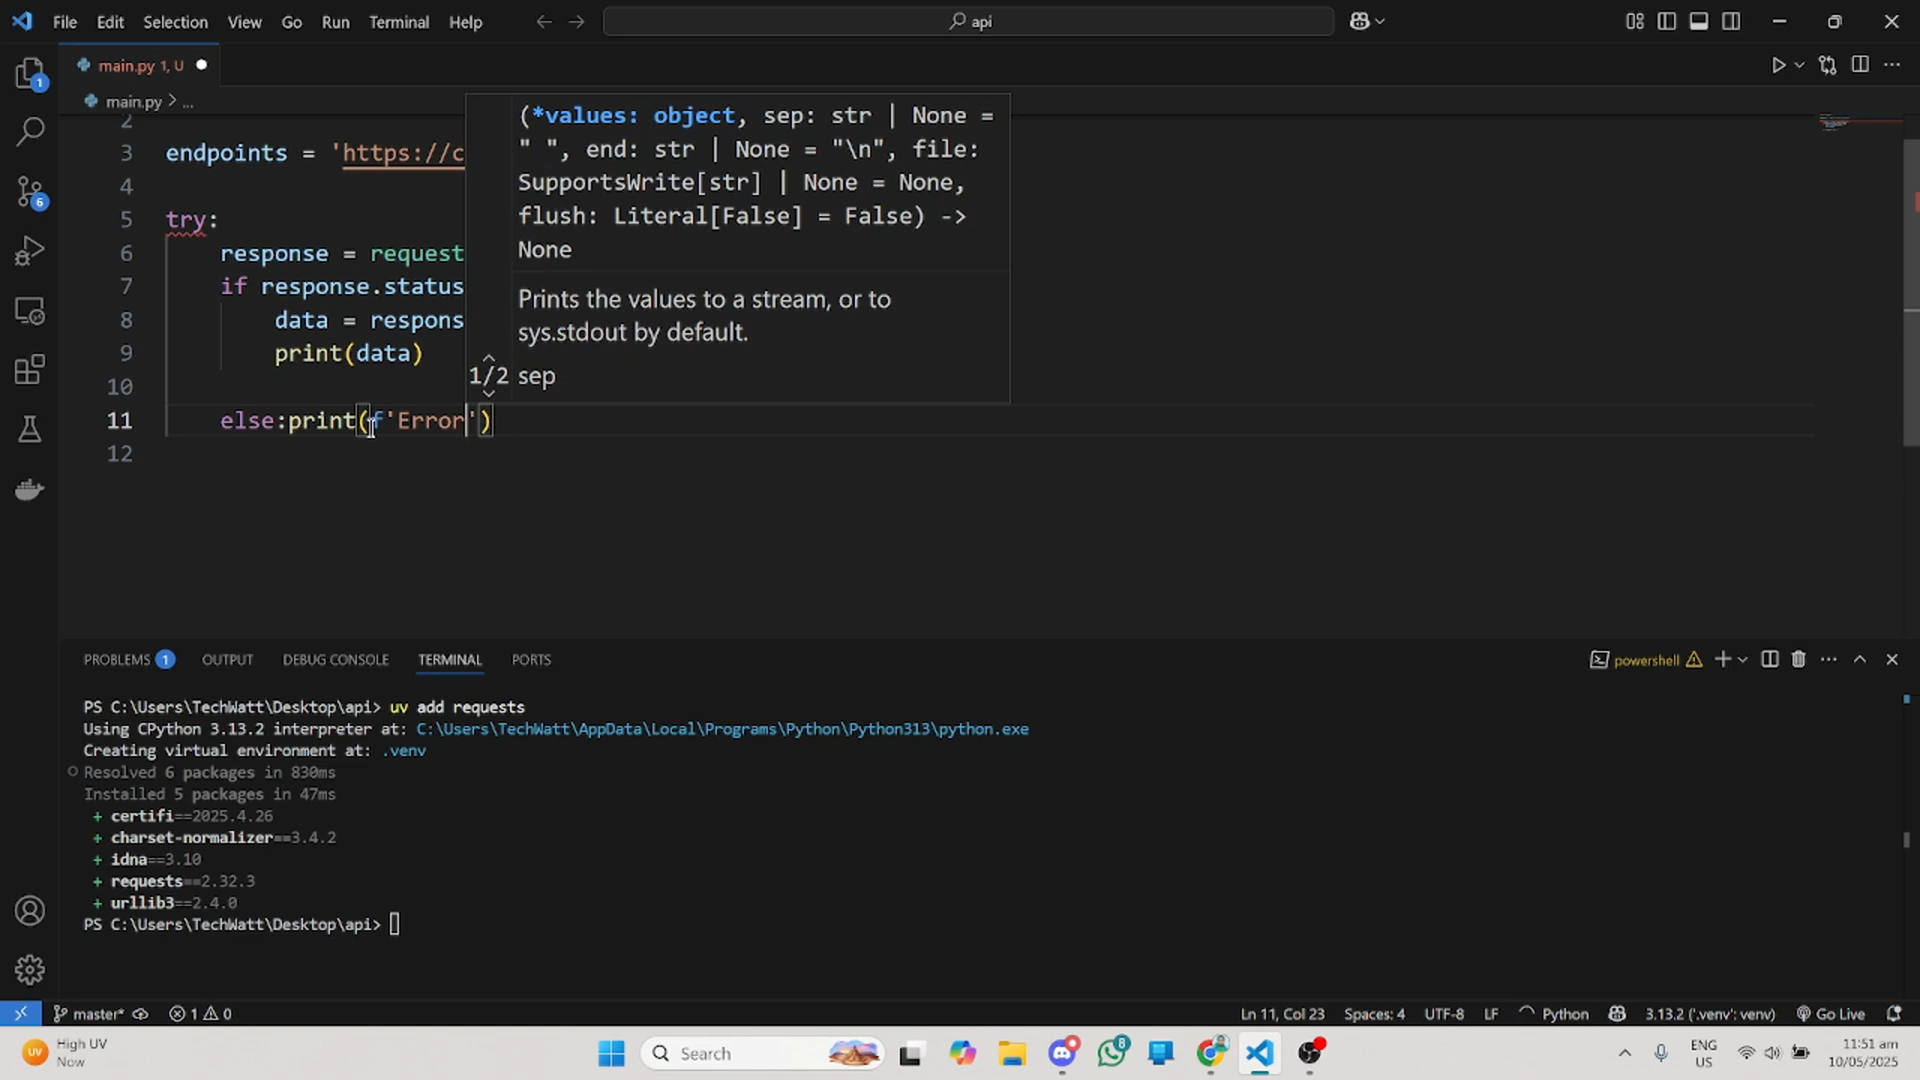 File Edit Selection View Go Run Terminal Help
api
main.py 1, U
main.py > ...
2
3 endpoints = 'https://c
4
5 try:
6 response = request
7 if response.status
8 data = respons
9 print(data)
10
11 else:print(f'Error')
12
(*values: object, sep: str | None =
" ", end: str | None = "\n", file:
SupportsWrite[str] | None = None,
flush: Literal[False] = False) ->
None
Prints the values to a stream, or to
sys.stdout by default.
1/2 sep
1
6
PROBLEMS 1 OUTPUT DEBUG CONSOLE TERMINAL PORTS
powershell
PS C:\Users\TechWatt\Desktop\api> uv add requests
Using CPython 3.13.2 interpreter at: C:\Users\TechWatt\AppData\Local\Programs\Python\Python313\python.exe
Creating virtual environment at: .venv
Resolved 6 packages in 830ms
Installed 5 packages in 47ms
+ certifi==2025.4.26
+ charset-normalizer==3.4.2
+ idna==3.10
+ requests==2.32.3
+ urllib3==2.4.0
PS C:\Users\TechWatt\Desktop\api>
master* 1 0 Ln 11, Col 23 Spaces: 4 UTF-8 LF Python 3.13.2 ('.venv': venv) Go Live
UV High UV
Now
Search
8
ENG
US
11:51 am
10/05/2025